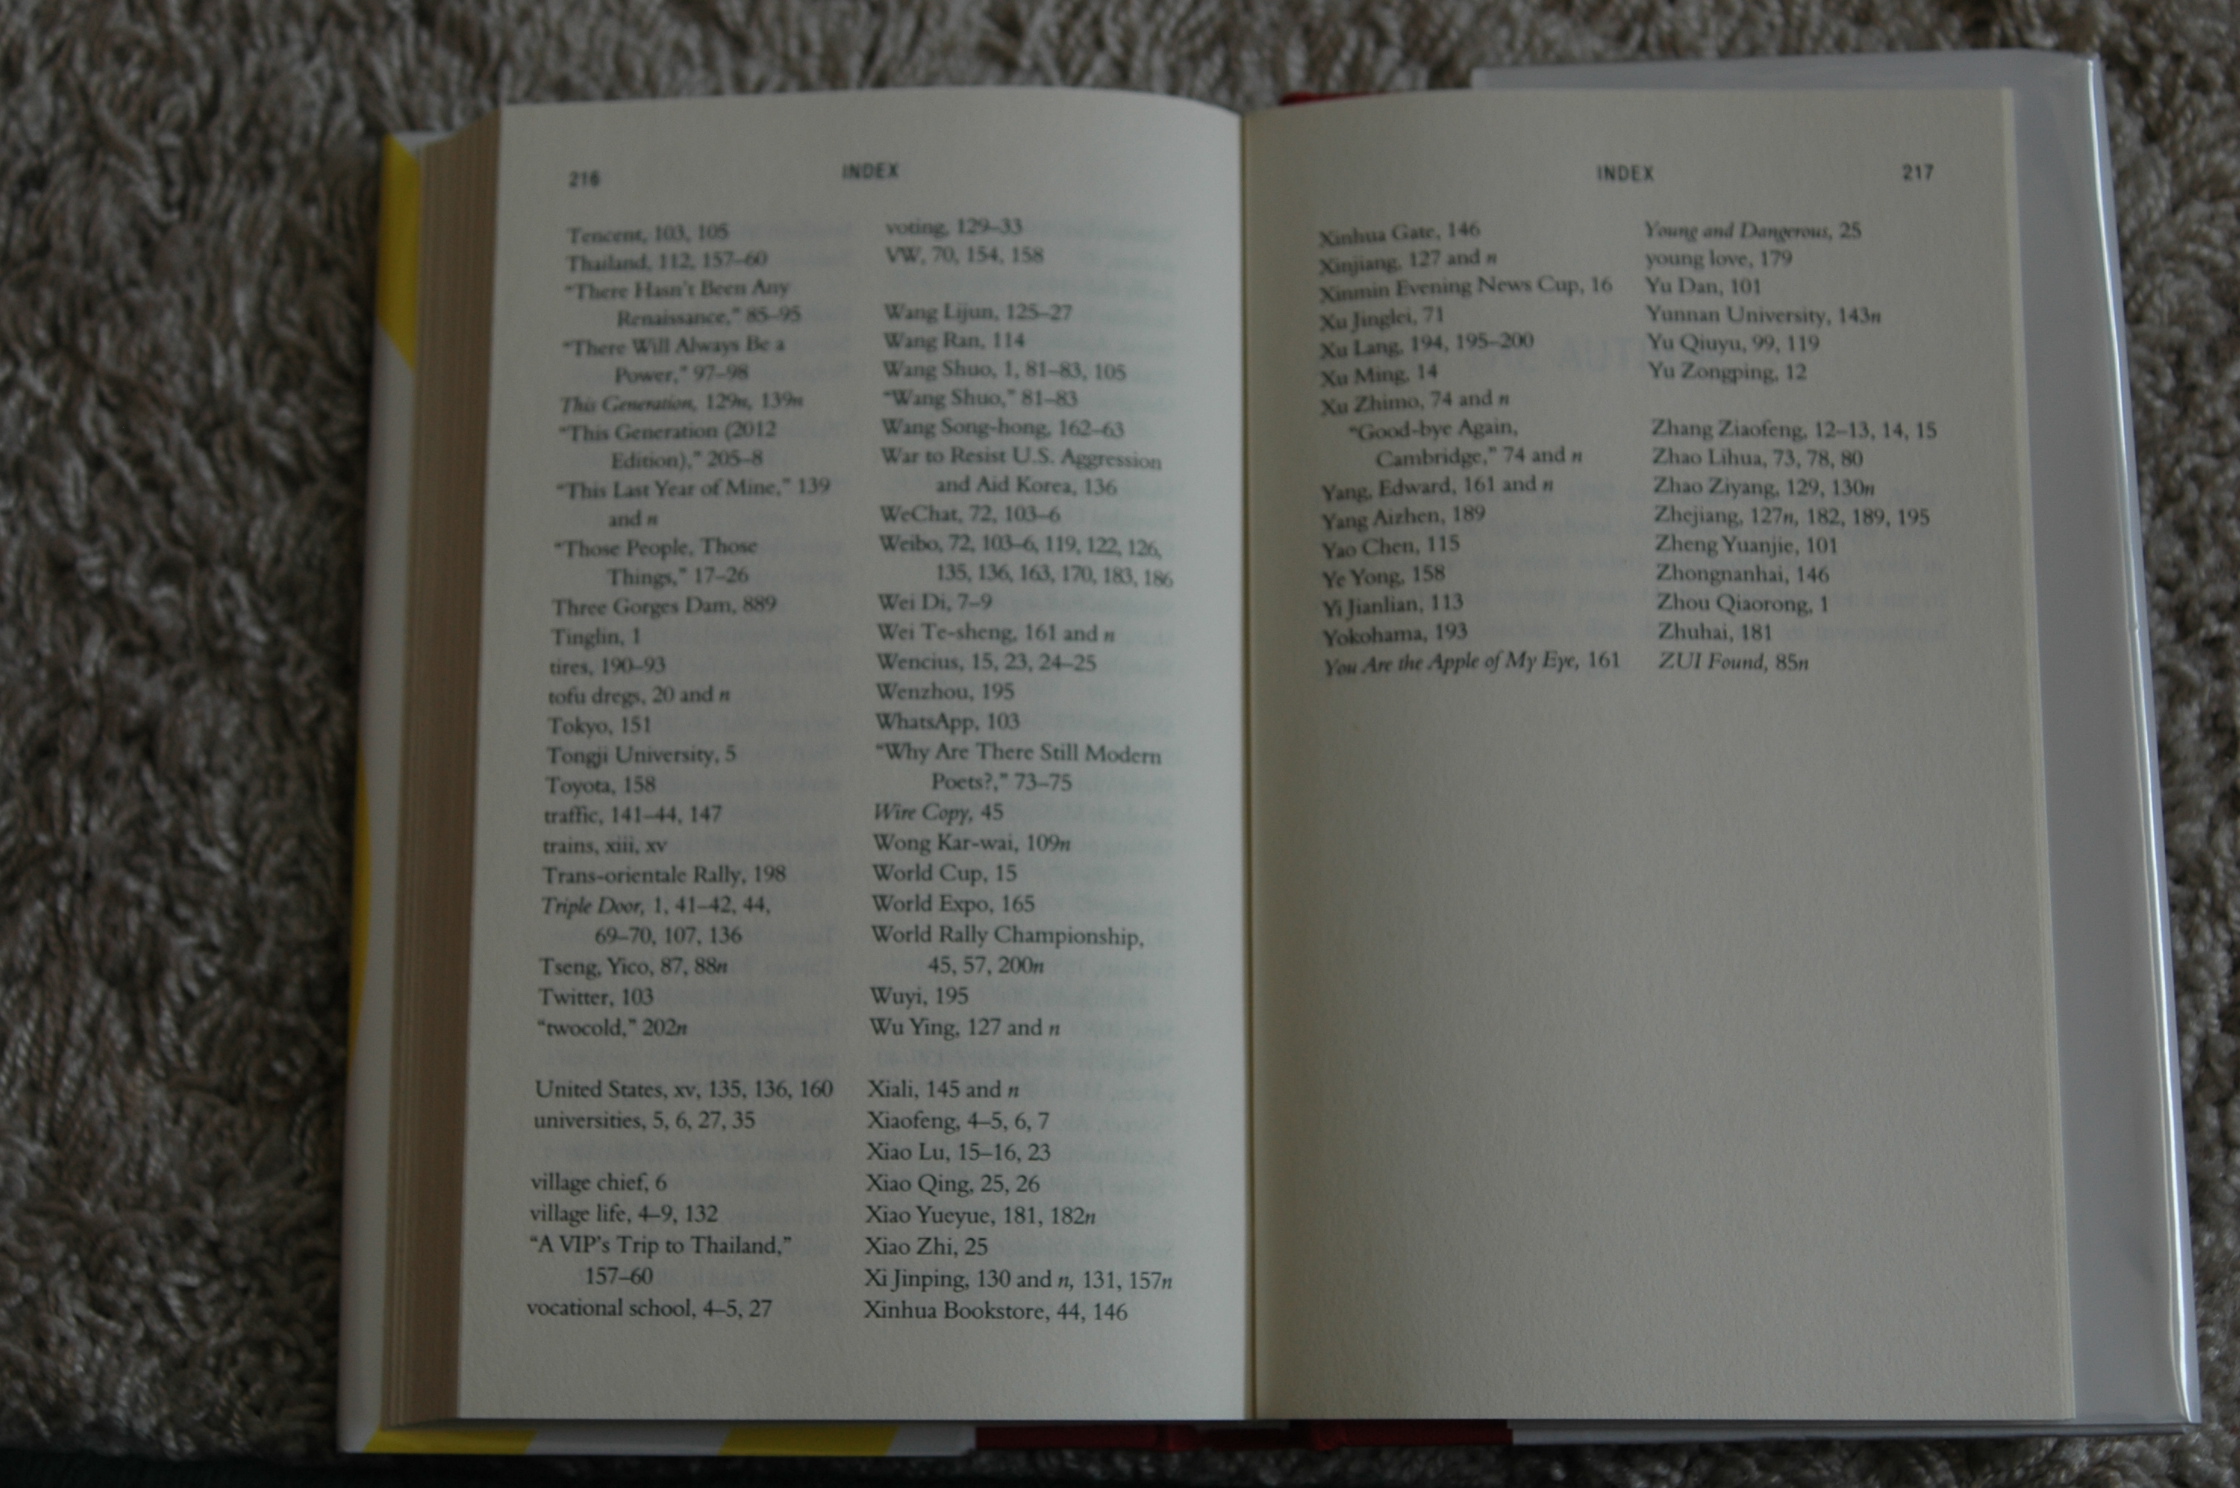 216
INDEX
Tencent, 103, 105
Thailand, 112, 157–60
“There Hasn’t Been Any
Renaissance,” 85–95
“There Will Always Be a
Power,” 97–98
This Generation, 129n, 139n
“This Generation (2012
Edition),” 205–8
“This Last Year of Mine,” 139
and n
“Those People, Those
Things,” 17–26
Three Gorges Dam, 889
Tinglin, 1
tires, 190–93
tofu dregs, 20 and n
Tokyo, 151
Tongji University, 5
Toyota, 158
traffic, 141–44, 147
trains, xiii, xv
Trans-orientale Rally, 198
Triple Door, 1, 41–42, 44,
69–70, 107, 136
Tseng, Yico, 87, 88n
Twitter, 103
“twocold,” 202n
United States, xv, 135, 136, 160
universities, 5, 6, 27, 35
village chief, 6
village life, 4–9, 132
“A VIP’s Trip to Thailand,”
157–60
vocational school, 4–5, 27
voting, 129–33
VW, 70, 154, 158
Wang Lijun, 125–27
Wang Ran, 114
Wang Shuo, 1, 81–83, 105
“Wang Shuo,” 81–83
Wang Song-hong, 162–63
War to Resist U.S. Aggression
and Aid Korea, 136
WeChat, 72, 103–6
Weibo, 72, 103–6, 119, 122, 126,
135, 136, 163, 170, 183, 186
Wei Di, 7–9
Wei Te-sheng, 161 and n
Wencius, 15, 23, 24–25
Wenzhou, 195
WhatsApp, 103
“Why Are There Still Modern
Poets?,” 73–75
Wire Copy, 45
Wong Kar-wai, 109n
World Cup, 15
World Expo, 165
World Rally Championship,
45, 57, 200n
Wuyi, 195
Wu Ying, 127 and n
Xiali, 145 and n
Xiaofeng, 4–5, 6, 7
Xiao Lu, 15–16, 23
Xiao Qing, 25, 26
Xiao Yueyue, 181, 182n
Xiao Zhi, 25
Xi Jinping, 130 and n, 131, 157n
Xinhua Bookstore, 44, 146
INDEX
217
Xinhua Gate, 146
Xinjiang, 127 and n
Xinmin Evening News Cup, 16
Xu Jinglei, 71
Xu Lang, 194, 195–200
Xu Ming, 14
Xu Zhimo, 74 and n
“Good-bye Again,
Cambridge,” 74 and n
Yang, Edward, 161 and n
Yang Aizhen, 189
Yao Chen, 115
Ye Yong, 158
Yi Jianlian, 113
Yokohama, 193
You Are the Apple of My Eye, 161
Young and Dangerous, 25
young love, 179
Yu Dan, 101
Yunnan University, 143n
Yu Qiuyu, 99, 119
Yu Zongping, 12
Zhang Ziaofeng, 12–13, 14, 15
Zhao Lihua, 73, 78, 80
Zhao Ziyang, 129, 130n
Zhejiang, 127n, 182, 189, 195
Zheng Yuanjie, 101
Zhongnanhai, 146
Zhou Qiaorong, 1
Zhuhai, 181
ZUI Found, 85n